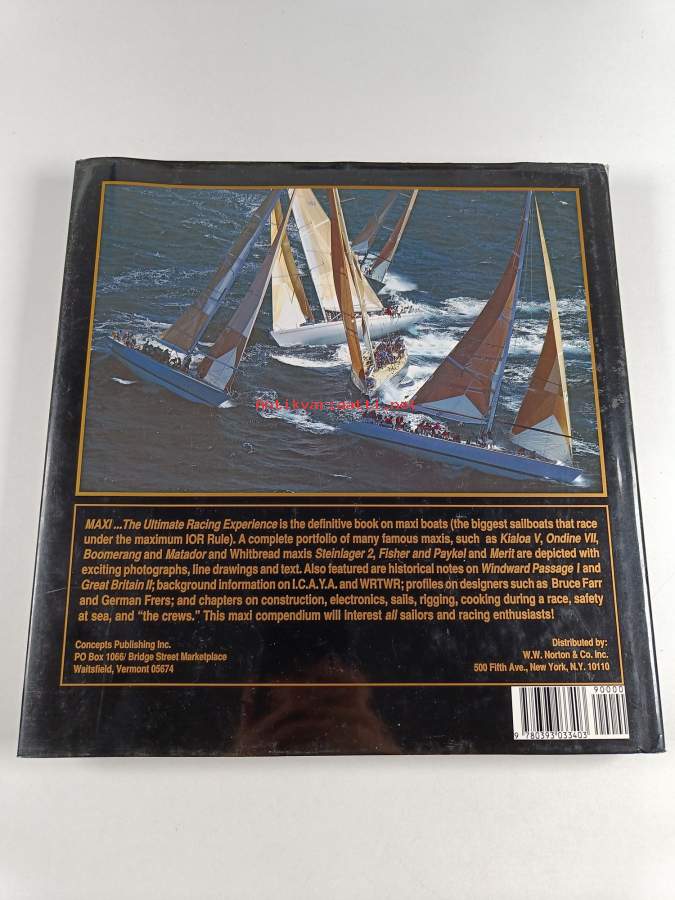 antikvariaatti.net
MAXI ...The Ultimate Racing Experience is the definitive book on maxi boats (the biggest sailboats that race
under the maximum IOR Rule). A complete portfolio of many famous maxis, such as Kialoa V, Ondine VII,
Boomerang and Matador and Whitbread maxis Steinlager 2, Fisher and Paykel and Merit are depicted with
exciting photographs, line drawings and text. Also featured are historical notes on Windward Passage I and
Great Britain II; background information on I.C.A.Y.A. and WRTWR; profiles on designers such as Bruce Farr
and German Frers; and chapters on construction, electronics, sails, rigging, cooking during a race, safety
at sea, and “the crews.” This maxi compendium will interest all sailors and racing enthusiasts!
Concepts Publishing Inc.
PO Box 1066/ Bridge Street Marketplace
Waitsfield, Vermont 05674
Distributed by:
W.W. Norton & Co. Inc.
500 Fifth Ave., New York, N.Y. 10110
90000
9 780393 033403